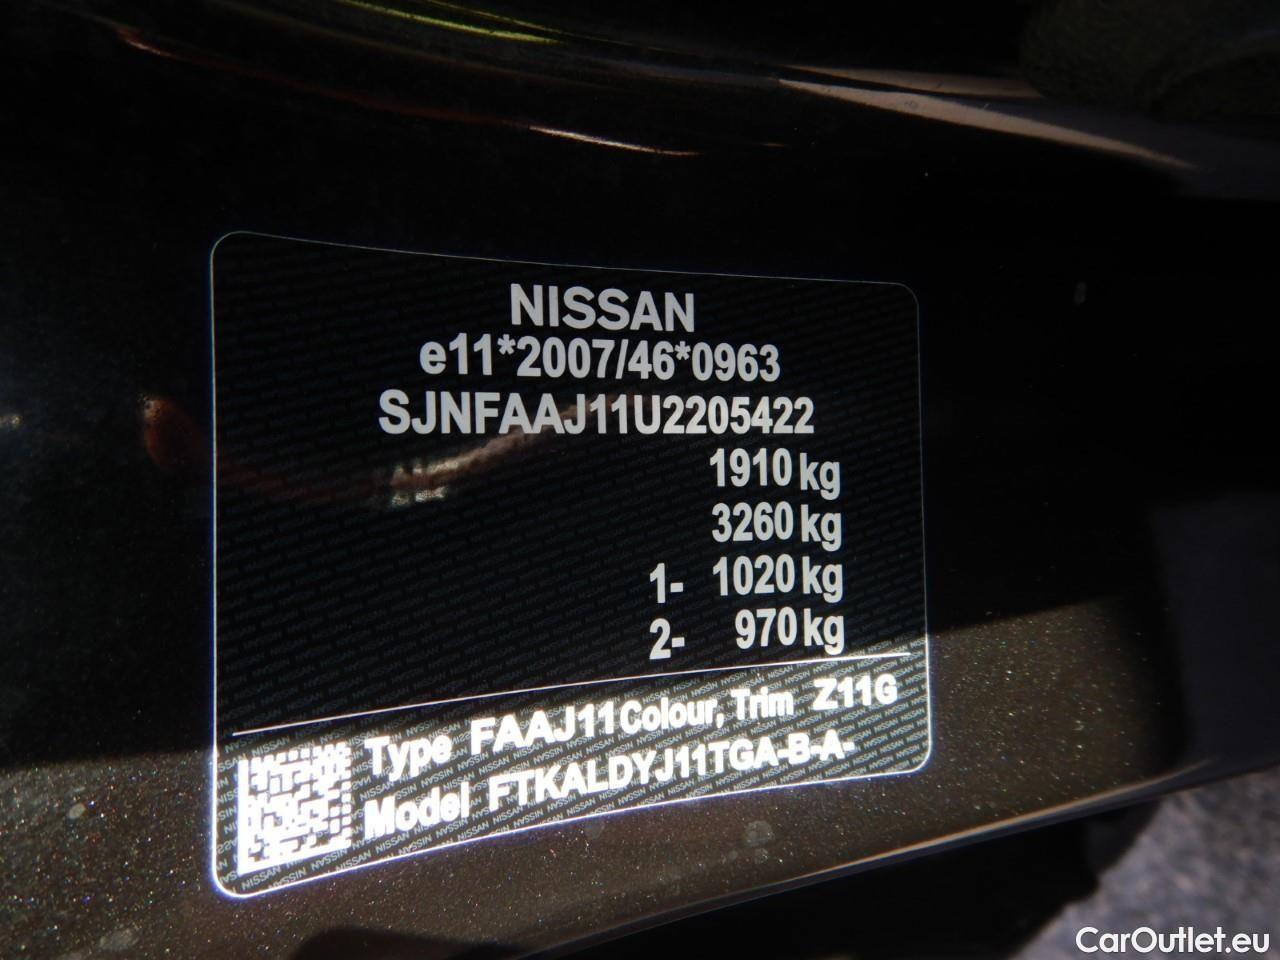 NISSAN
e11*2007/46*0963
SJNFAAJ11U2205422
1910 kg
3260 kg
1- 1020 kg
2- 970 kg
Type FAAJ11 Colour, Trim Z11G
Model FTKALDYJ11TGA-B-A-
CarOutlet.eu